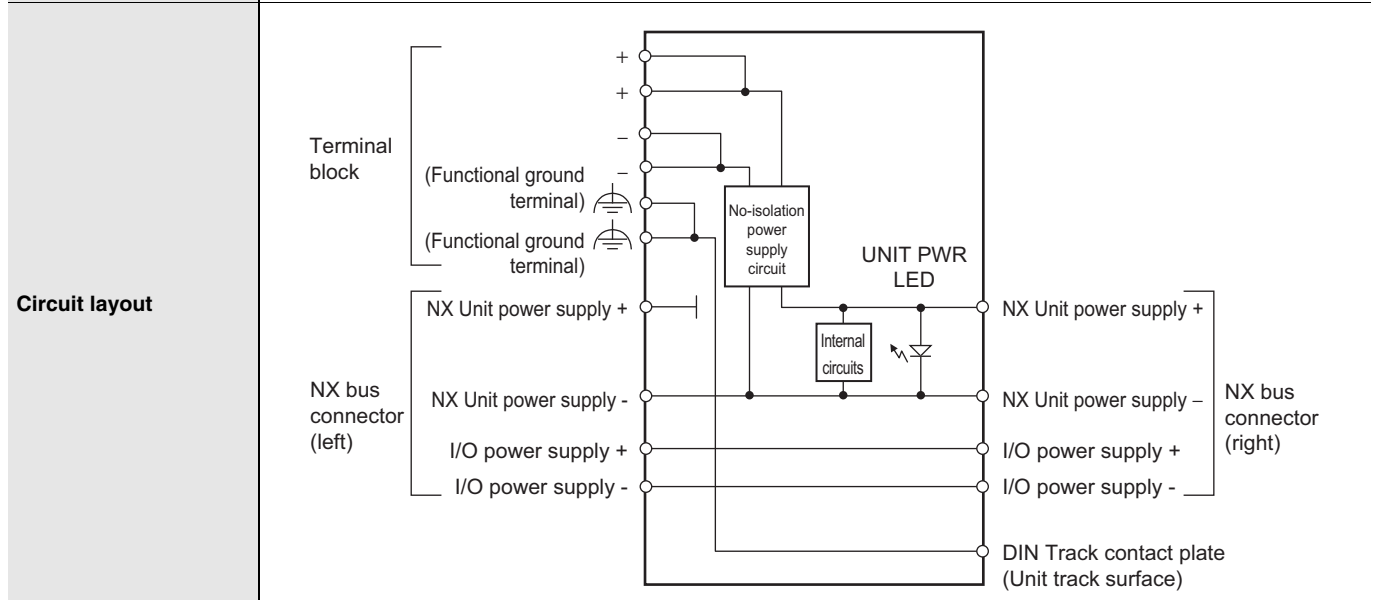 Circuit layout
Terminal
block
+
+
–
–
(Functional ground
terminal)
(Functional ground
terminal)
No-isolation
power
supply
circuit
UNIT PWR
LED
Internal
circuits
NX bus
connector
(left)
NX Unit power supply +
NX Unit power supply -
I/O power supply +
I/O power supply -
NX Unit power supply +
NX Unit power supply –
I/O power supply +
I/O power supply -
NX bus
connector
(right)
DIN Track contact plate
(Unit track surface)